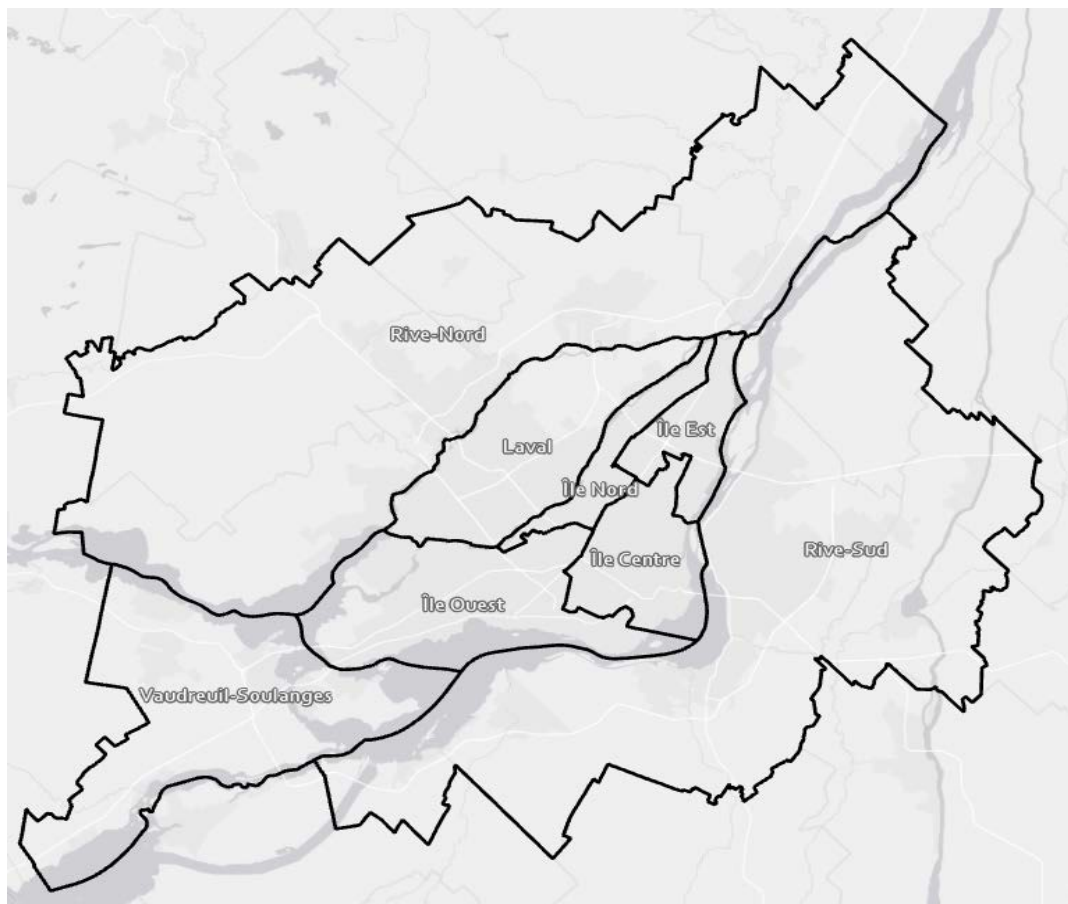 Rive-Nord
Île Est
Laval
Île Nord
Rive-Sud
Île Centre
Île Ouest
Vaudreuil-Soulanges